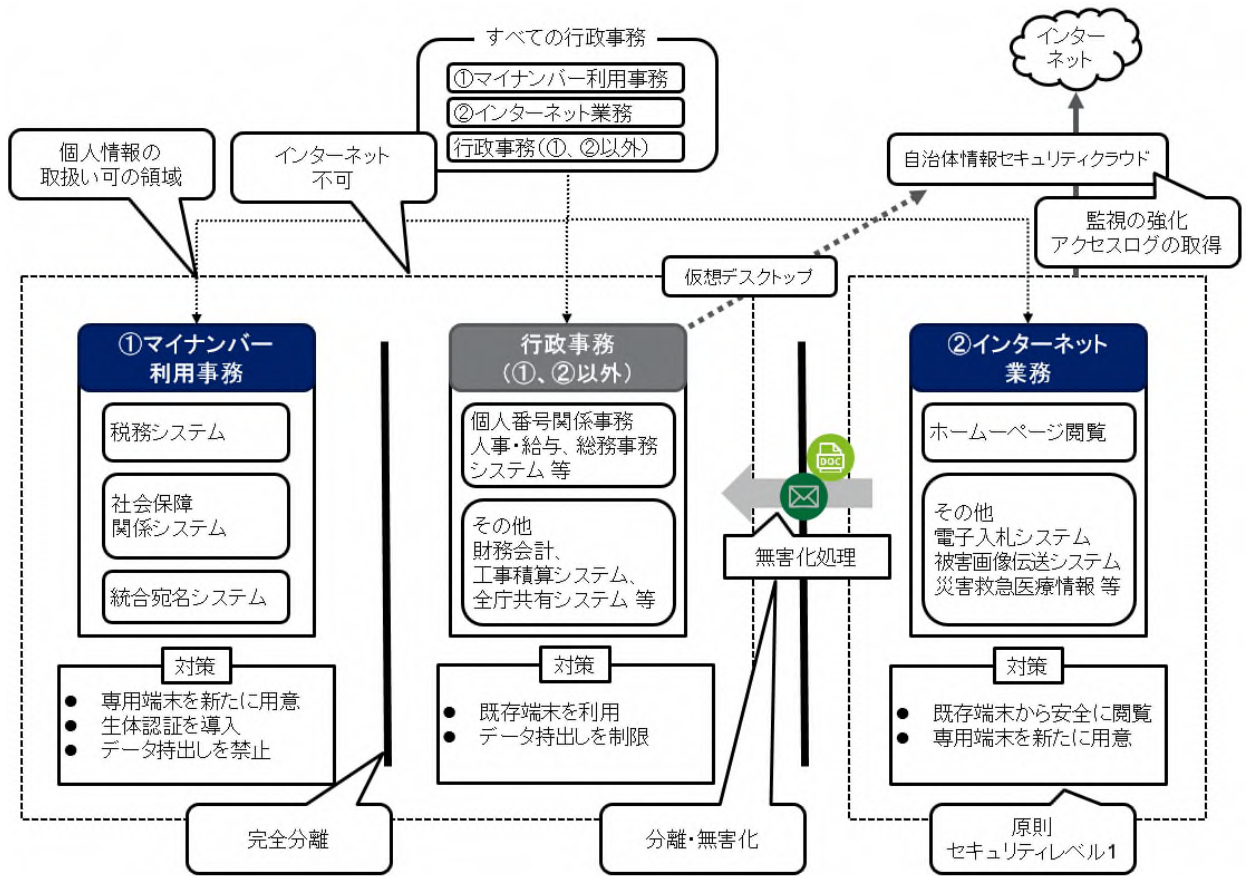 すべての行政事務
①マイナンバー利用事務
②インターネット業務
行政事務(①、②以外)
インター
ネット
個人情報の
取扱い可の領域
インターネット
不可
自治体情報セキュリティクラウド
監視の強化
アクセスログの取得
仮想デスクトップ
①マイナンバー
利用事務
税務システム
社会保障
関係システム
統合宛名システム
対策
● 専用端末を新たに用意
● 生体認証を導入
● データ持出しを禁止
行政事務
(①、②以外)
個人番号関係事務
人事・給与、総務事務
システム 等
その他
財務会計、
工事積算システム、
全庁共有システム 等
対策
● 既存端末を利用
● データ持出しを制限
DOC
無害化処理
②インターネット
業務
ホームーページ閲覧
その他
電子入札システム
被害画像伝送システム
災害救急医療情報 等
対策
● 既存端末から安全に閲覧
● 専用端末を新たに用意
完全分離
分離・無害化
原則
セキュリティレベル1